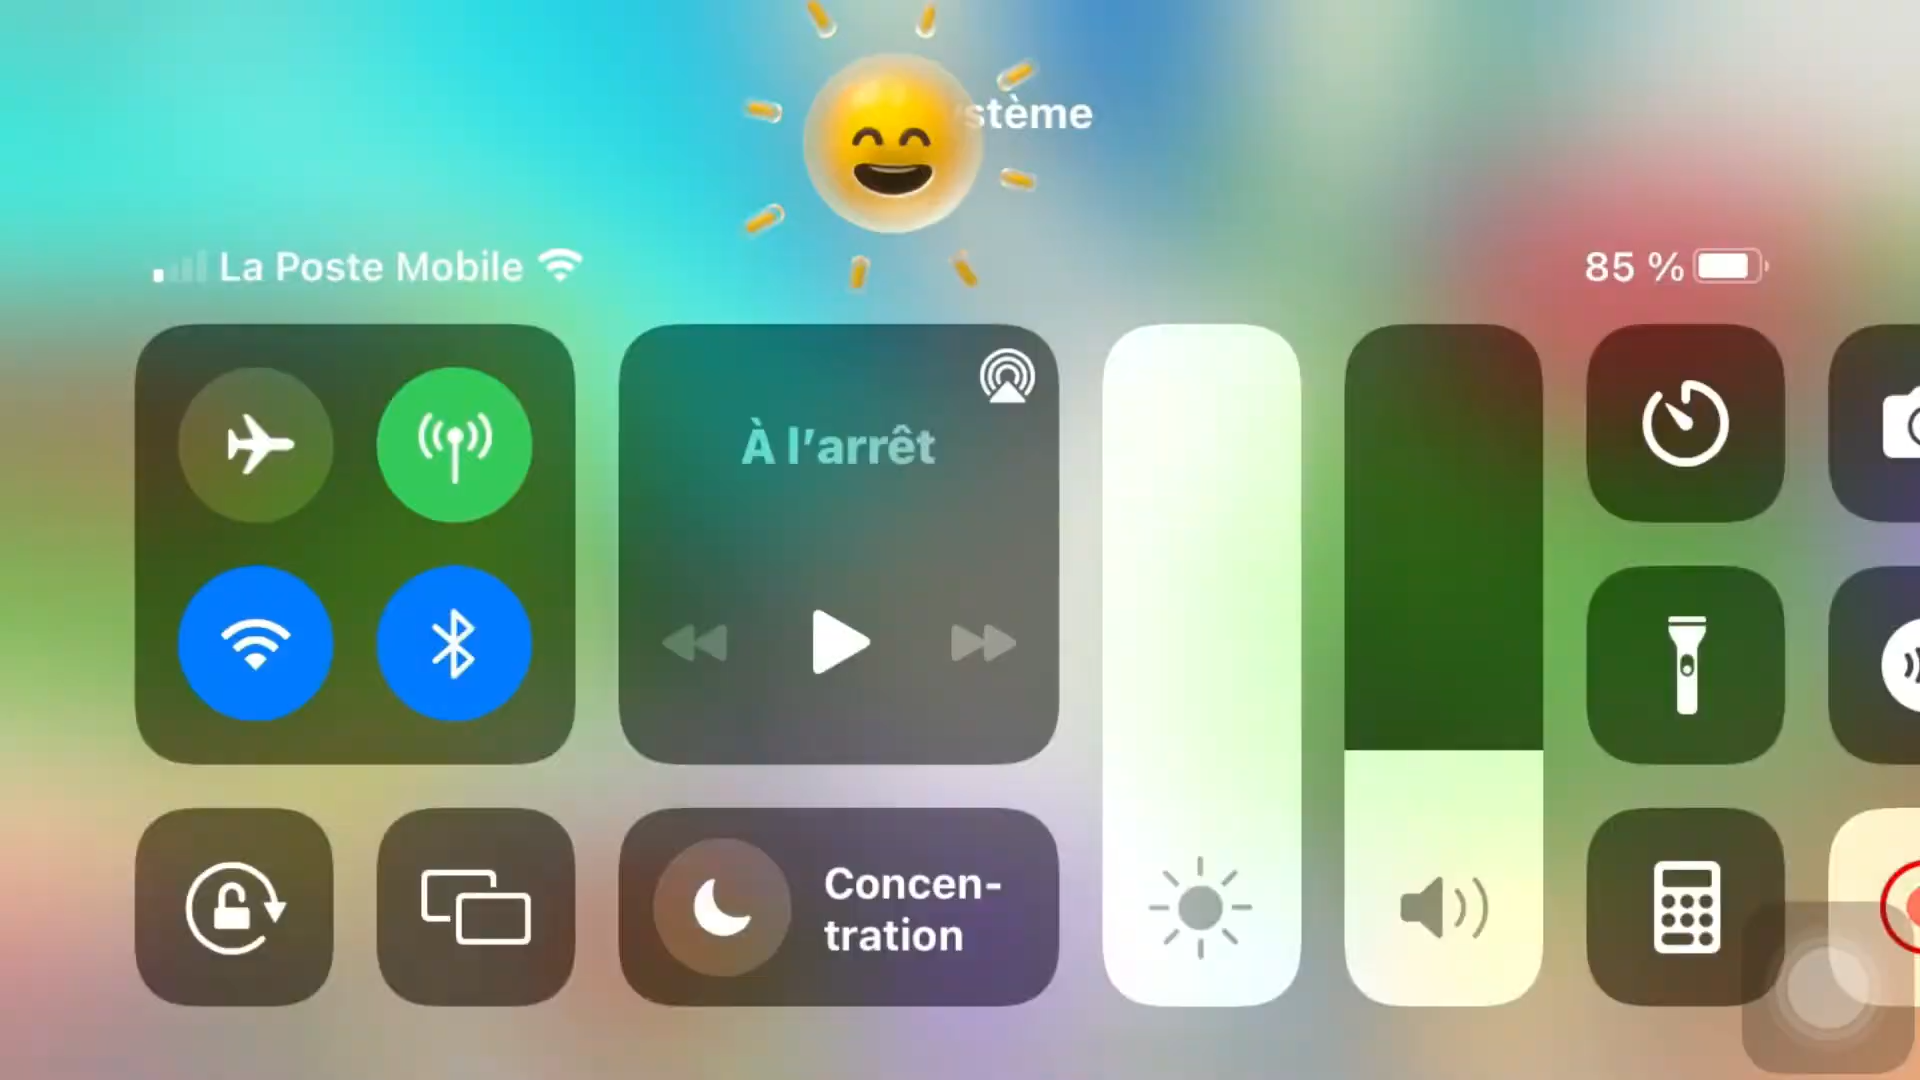 stème
La Poste Mobile
85 %
À l'arrêt
Concen-
tration